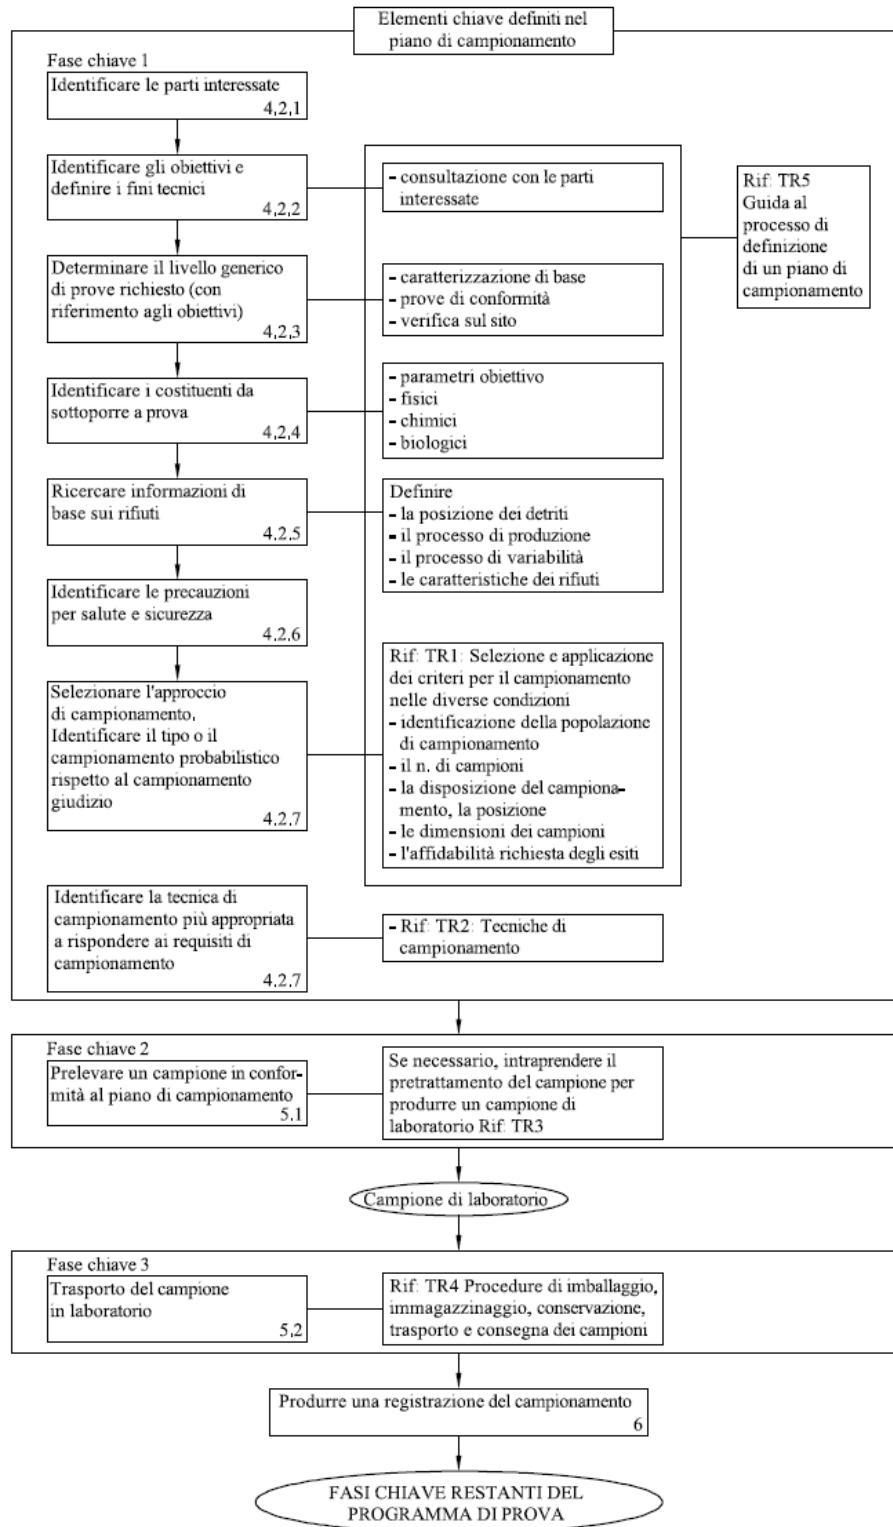 Elementi chiave definiti nel
piano di campionamento
Fase chiave 1
Identificare le parti interessate
4,2,1
Identificare gli obiettivi e
definire i fini tecnici
4,2,2
- consultazione con le parti
interessate
Rif: TR5
Guida al
processo di
definizione
di un piano di
campionamento
Determinare il livello generico
di prove richiesto (con
riferimento agli obiettivi)
4,2,3
- caratterizzazione di base
- prove di conformità
- verifica sul sito
Identificare i costituenti da
sottoporre a prova
4,2,4
- parametri obiettivo
- fisici
- chimici
- biologici
Ricercare informazioni di
base sui rifiuti
4,2,5
Definire
- la posizione dei detriti
- il processo di produzione
- il processo di variabilità
- le caratteristiche dei rifiuti
Identificare le precauzioni
per salute e sicurezza
4,2,6
Selezionare l'approccio
di campionamento,
Identificare il tipo o il
campionamento probabilistico
rispetto al campionamento
giudizio
4,2,7
Rif: TR1: Selezione e applicazione
dei criteri per il campionamento
nelle diverse condizioni
- identificazione della popolazione
di campionamento
- il n. di campioni
- la disposizione del campiona-
mento, la posizione
- le dimensioni dei campioni
- l'affidabilità richiesta degli esiti
Identificare la tecnica di
campionamento più appropriata
a rispondere ai requisiti di
campionamento
4,2,7
- Rif: TR2: Tecniche di
campionamento
Fase chiave 2
Prelevare un campione in confor-
mità al piano di campionamento
5,1
Se necessario, intraprendere il
pretrattamento del campione per
produrre un campione di
laboratorio Rif: TR3
Campione di laboratorio
Fase chiave 3
Trasporto del campione
in laboratorio
5,2
Rif: TR4 Procedure di imballaggio,
immagazzinaggio, conservazione,
trasporto e consegna dei campioni
Produrre una registrazione del campionamento
6
FASI CHIAVE RESTANTI DEL
PROGRAMMA DI PROVA